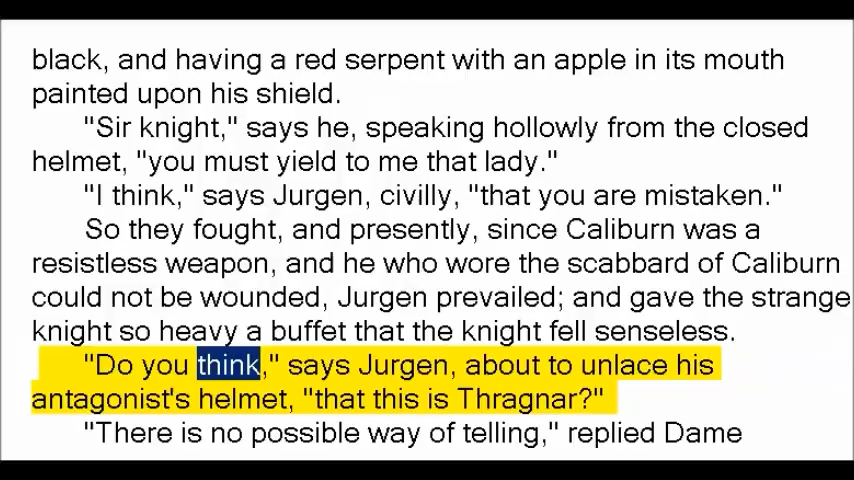 black, and having a red serpent with an apple in its mouth
painted upon his shield.
"Sir knight," says he, speaking hollowly from the closed
helmet, "you must yield to me that lady."
"I think," says Jurgen, civilly, "that you are mistaken."
So they fought, and presently, since Caliburn was a
resistless weapon, and he who wore the scabbard of Caliburn
could not be wounded, Jurgen prevailed; and gave the strange
knight so heavy a buffet that the knight fell senseless.
"Do you think," says Jurgen, about to unlace his
antagonist's helmet, "that this is Thragnar?"
"There is no possible way of telling," replied Dame